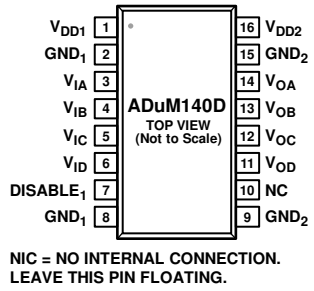 VDD1 1 16 VDD2
GND1 2 15 GND2
VIA 3 14 VOA
VIB 4 ADuM140D 13 VOB
TOP VIEW
(Not to Scale)
VIC 5 12 VOC
VID 6 11 VOD
DISABLE1 7 10 NC
GND1 8 9 GND2
NIC = NO INTERNAL CONNECTION.
LEAVE THIS PIN FLOATING.